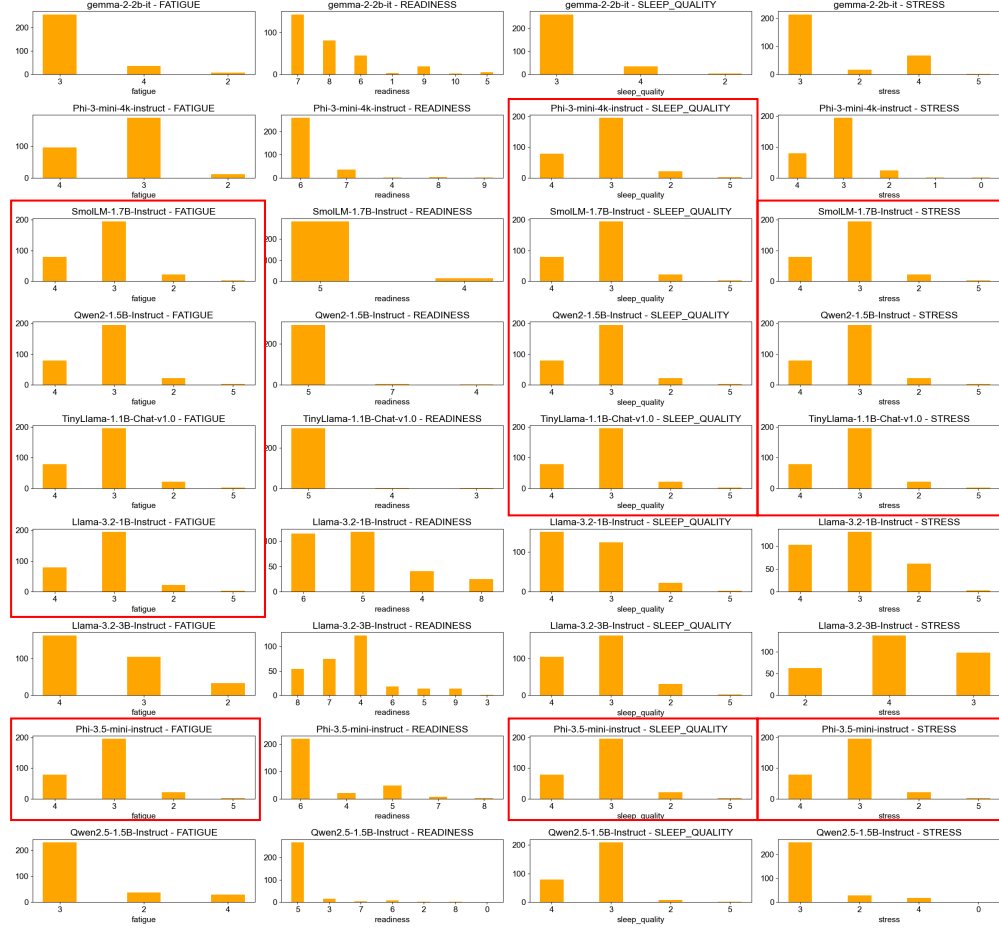 gemma-2-2b-it - FATIGUE
200
100
0
3 4 2
fatigue
gemma-2-2b-it - READINESS
100
0
7 8 6 1 9 10 5
readiness
gemma-2-2b-it - SLEEP_QUALITY
200
100
0
3 4 2
sleep_quality
gemma-2-2b-it - STRESS
200
100
0
3 2 4 5
stress
Phi-3-mini-4k-instruct - FATIGUE
100
0
4 3 2
fatigue
Phi-3-mini-4k-instruct - READINESS
200
100
0
6 7 4 8 9
readiness
Phi-3-mini-4k-instruct - SLEEP_QUALITY
200
100
0
4 3 2 5
sleep_quality
Phi-3-mini-4k-instruct - STRESS
200
100
0
4 3 2 1 0
stress
SmolLM-1.7B-Instruct - FATIGUE
200
100
0
4 3 2 5
fatigue
SmolLM-1.7B-Instruct - READINESS
200
100
0
5 4
readiness
SmolLM-1.7B-Instruct - SLEEP_QUALITY
200
100
0
4 3 2 5
sleep_quality
SmolLM-1.7B-Instruct - STRESS
200
100
0
4 3 2 5
stress
Qwen2-1.5B-Instruct - FATIGUE
200
100
0
4 3 2 5
fatigue
Qwen2-1.5B-Instruct - READINESS
200
100
0
5 7 4
readiness
Qwen2-1.5B-Instruct - SLEEP_QUALITY
200
100
0
4 3 2 5
sleep_quality
Qwen2-1.5B-Instruct - STRESS
200
100
0
4 3 2 5
stress
TinyLlama-1.1B-Chat-v1.0 - FATIGUE
200
100
0
4 3 2 5
fatigue
TinyLlama-1.1B-Chat-v1.0 - READINESS
200
100
0
5 4 3
readiness
TinyLlama-1.1B-Chat-v1.0 - SLEEP_QUALITY
200
100
0
4 3 2 5
sleep_quality
TinyLlama-1.1B-Chat-v1.0 - STRESS
200
100
0
4 3 2 5
stress
Llama-3.2-1B-Instruct - FATIGUE
200
100
0
4 3 2 5
fatigue
Llama-3.2-1B-Instruct - READINESS
100
50
0
6 5 4 8
readiness
Llama-3.2-1B-Instruct - SLEEP_QUALITY
100
0
4 3 2 5
sleep_quality
Llama-3.2-1B-Instruct - STRESS
100
50
0
4 3 2 5
stress
Llama-3.2-3B-Instruct - FATIGUE
100
0
4 3 2
fatigue
Llama-3.2-3B-Instruct - READINESS
100
50
0
8 7 4 6 5 9 3
readiness
Llama-3.2-3B-Instruct - SLEEP_QUALITY
100
0
4 3 2 5
sleep_quality
Llama-3.2-3B-Instruct - STRESS
100
50
0
2 4 3
stress
Phi-3.5-mini-instruct - FATIGUE
200
100
0
4 3 2 5
fatigue
Phi-3.5-mini-instruct - READINESS
200
100
0
6 4 5 7 8
readiness
Phi-3.5-mini-instruct - SLEEP_QUALITY
200
100
0
4 3 2 5
sleep_quality
Phi-3.5-mini-instruct - STRESS
200
100
0
4 3 2 5
stress
Qwen2.5-1.5B-Instruct - FATIGUE
200
100
0
3 2 4
fatigue
Qwen2.5-1.5B-Instruct - READINESS
200
100
0
5 3 7 6 2 8 0
readiness
Qwen2.5-1.5B-Instruct - SLEEP_QUALITY
200
100
0
4 3 2 5
sleep_quality
Qwen2.5-1.5B-Instruct - STRESS
200
100
0
3 2 4 0
stress